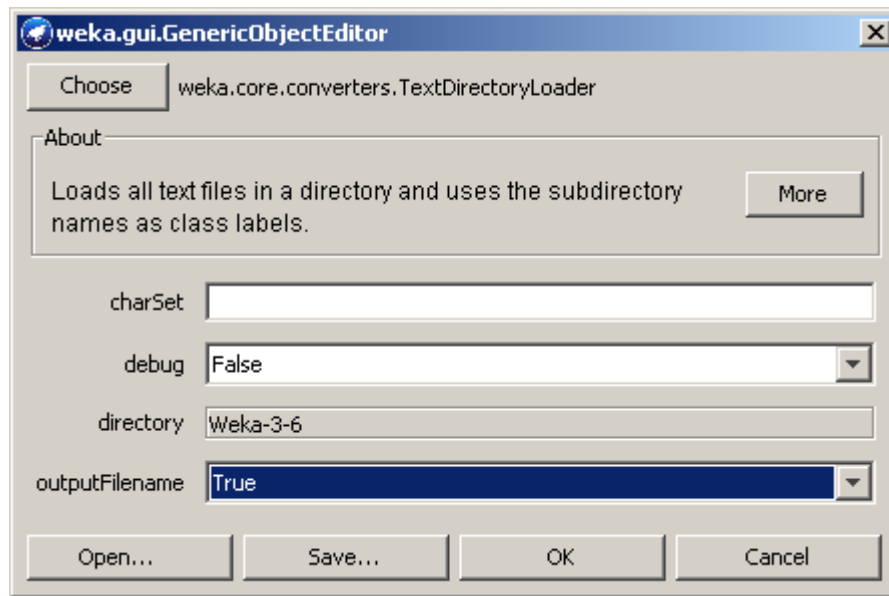 weka.gui.GenericObjectEditor
Choose weka.core.converters.TextDirectoryLoader
About
Loads all text files in a directory and uses the subdirectory
names as class labels.
More
charSet
debug False
directory Weka-3-6
outputFilename True
Open... Save... OK Cancel